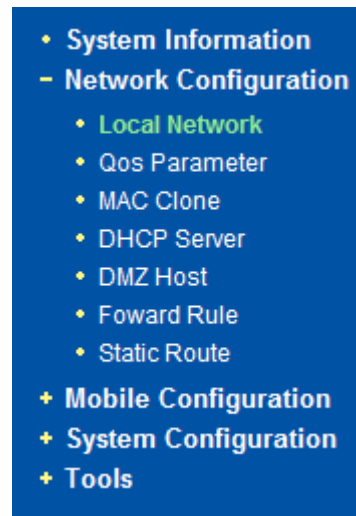 System Information
Network Configuration
Local Network
Qos Parameter
MAC Clone
DHCP Server
DMZ Host
Foward Rule
Static Route
Mobile Configuration
System Configuration
Tools